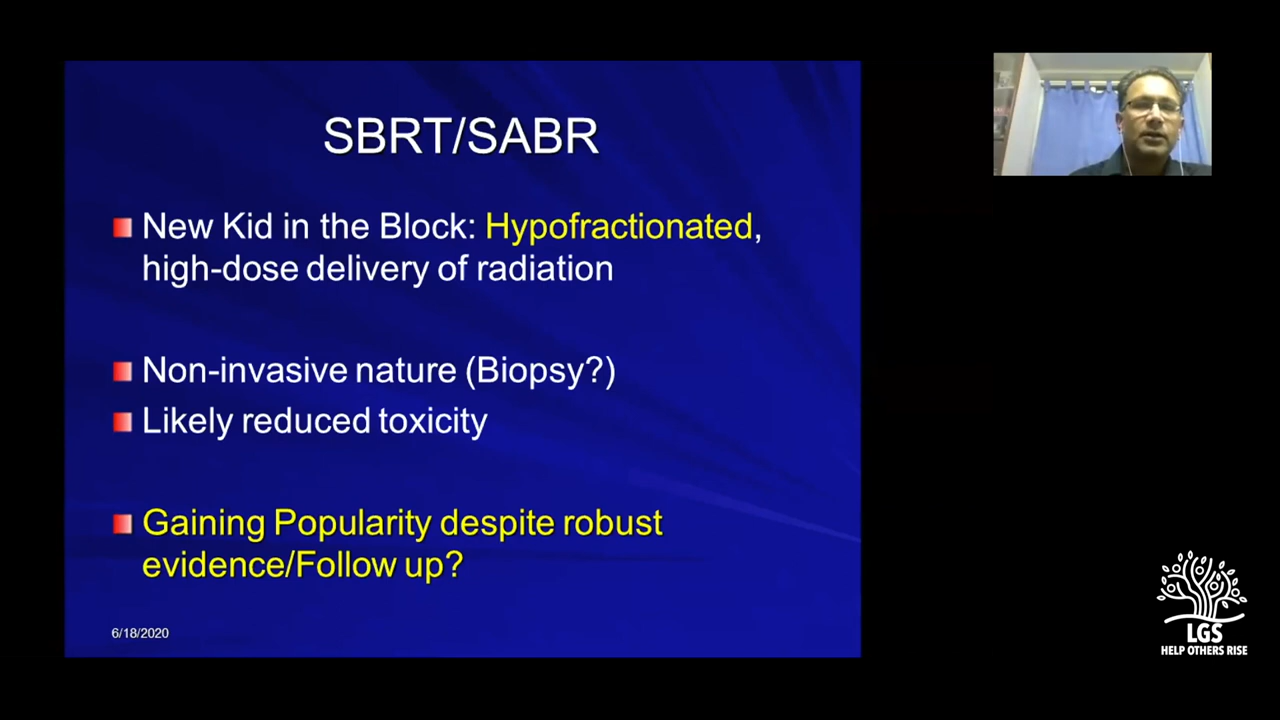 SBRT/SABR
New Kid in the Block: Hypofractionated,
high-dose delivery of radiation
Non-invasive nature (Biopsy?)
Likely reduced toxicity
Gaining Popularity despite robust
evidence/Follow up?
6/18/2020
LGS
HELP OTHERS RISE